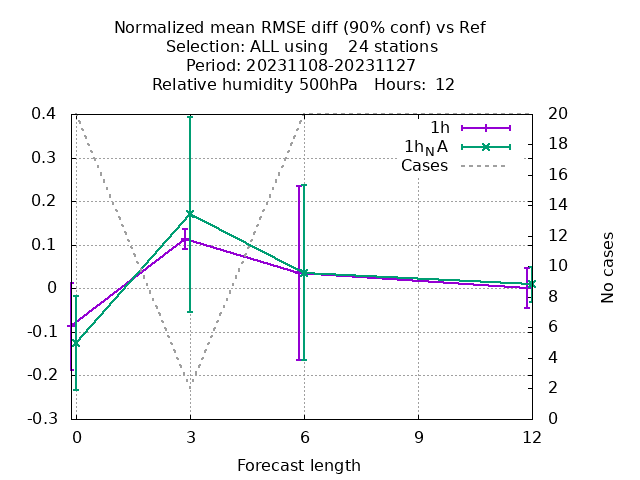 Normalized mean RMSE diff (90% conf) vs Ref
Selection: ALL using    24 stations
Period: 20231108-20231127
Relative humidity 500hPa   Hours:  12
0.4
0.3
0.2
0.1
0
-0.1
-0.2
-0.3
1h
1h_NA
Cases
20
18
16
14
12
10
8
6
4
2
0
No cases
0 3 6 9 12
Forecast length